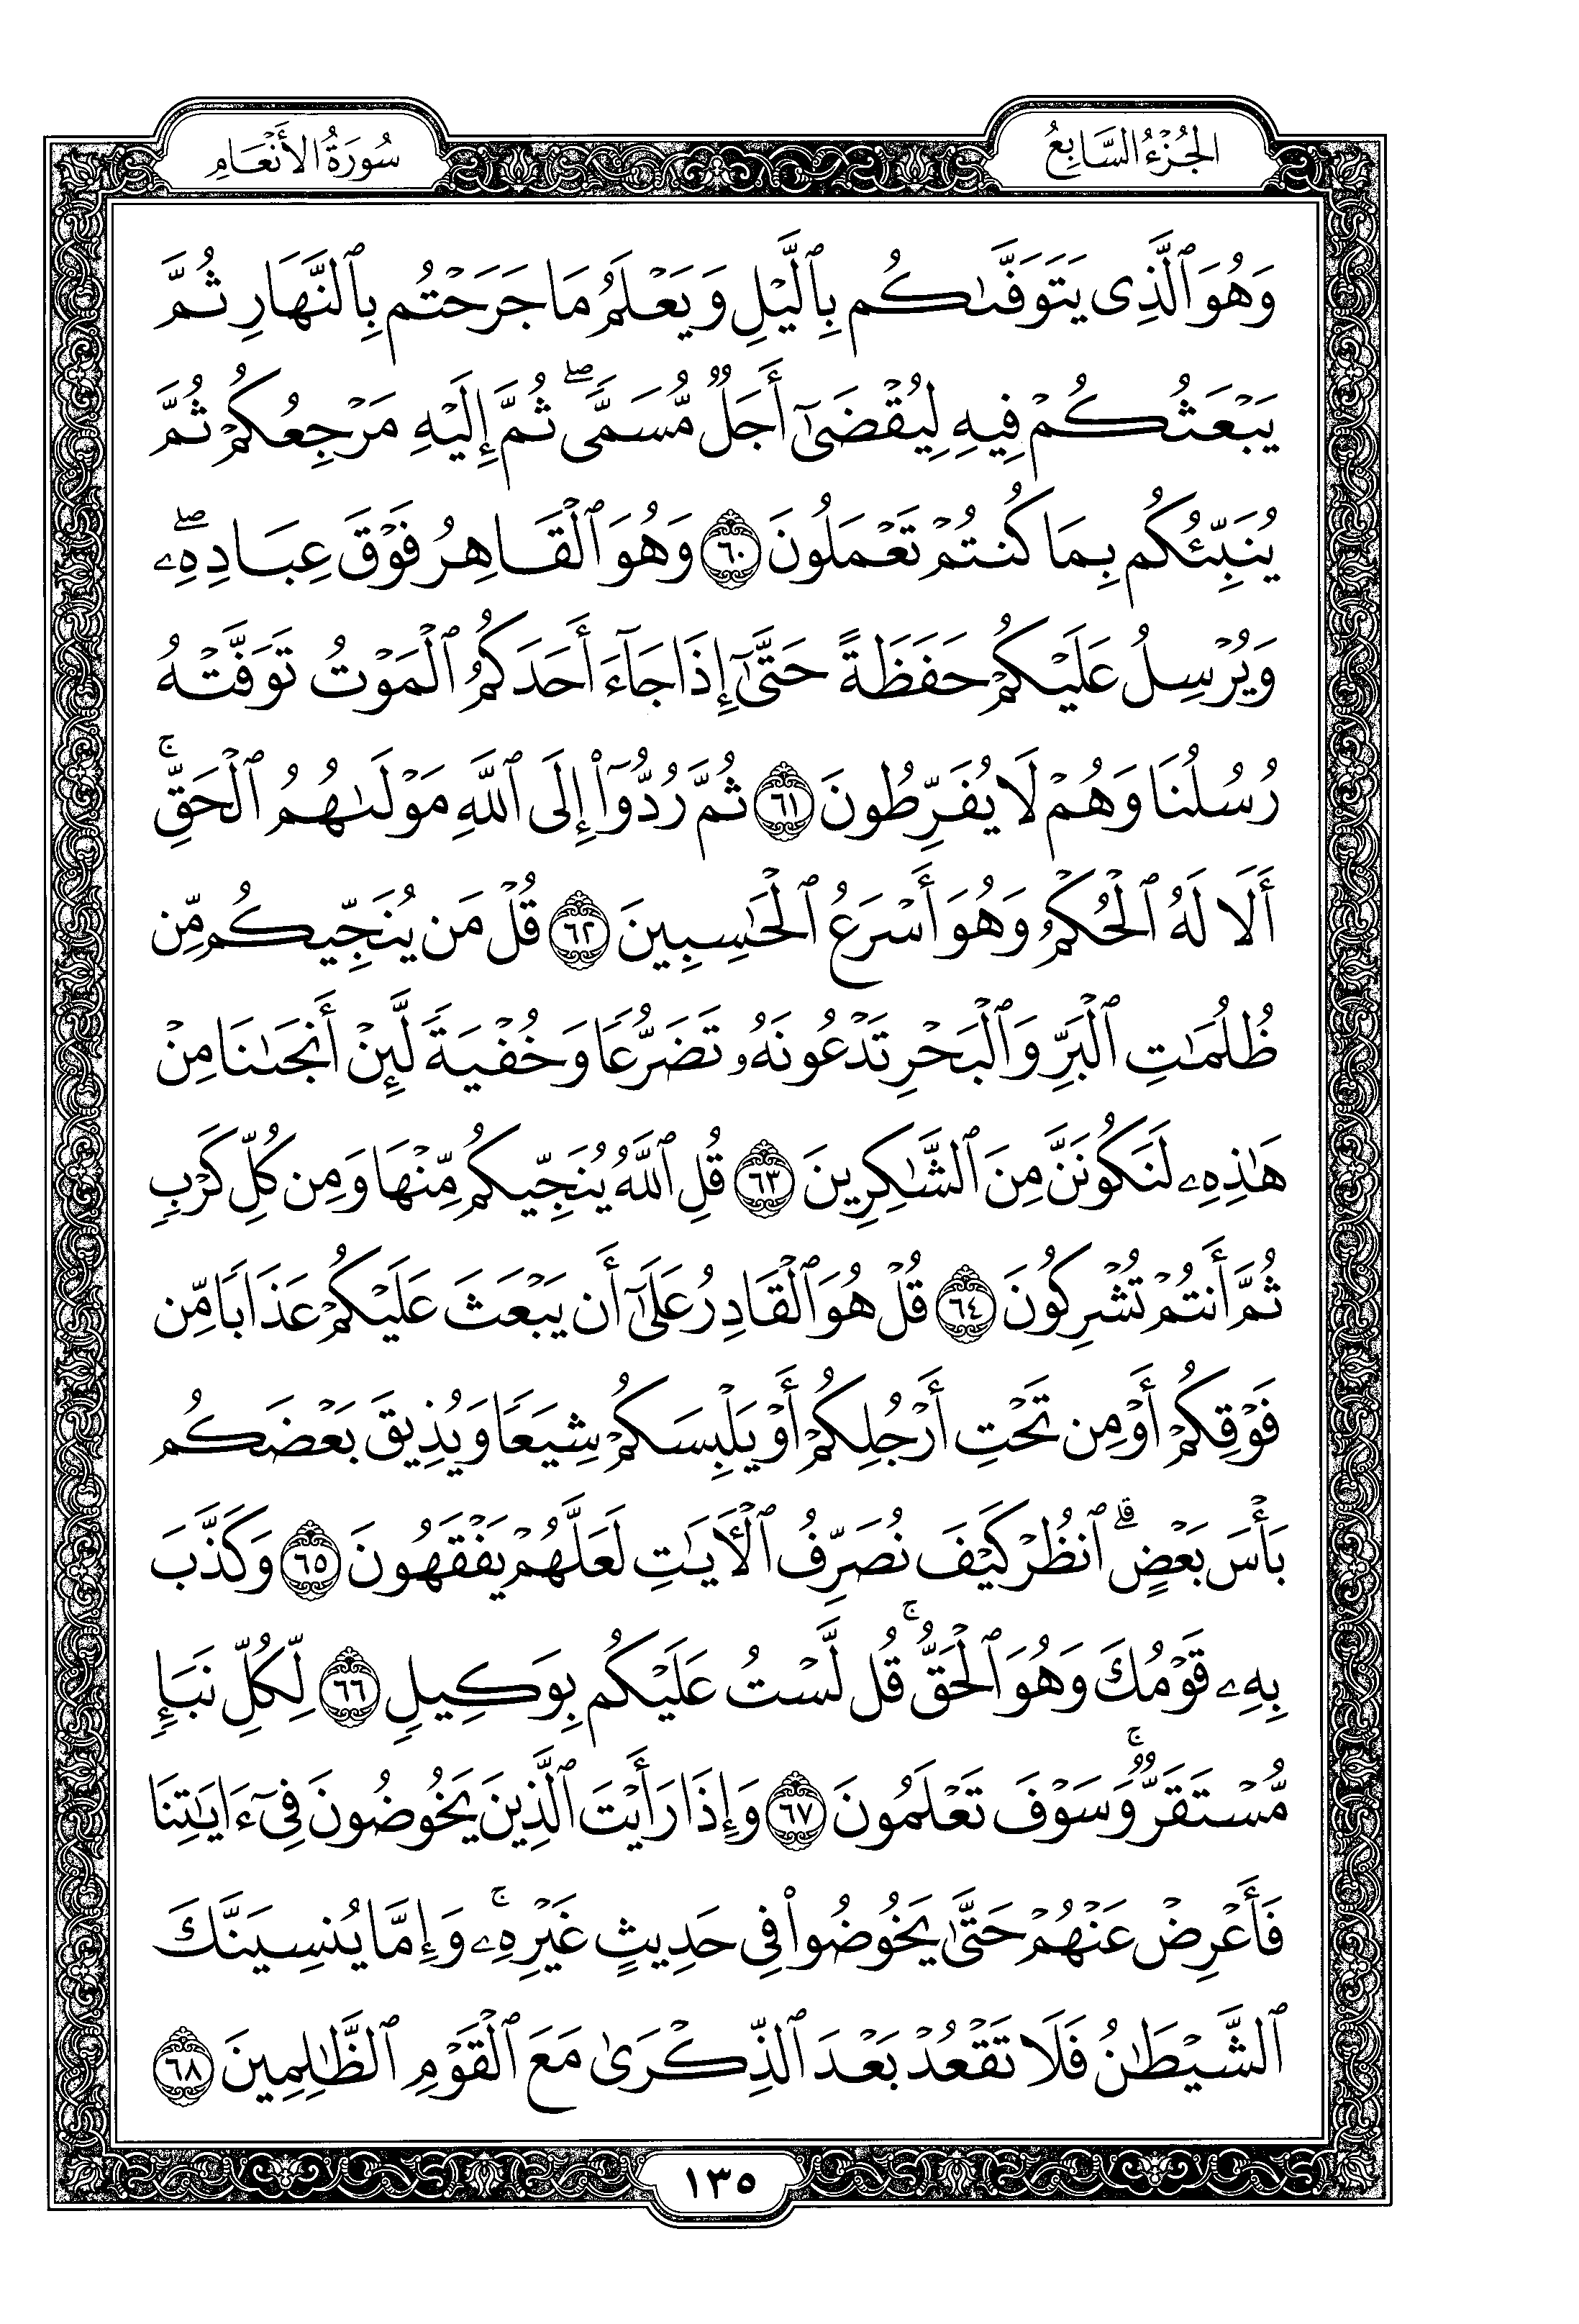 الجُزْءُ السَّابِعُ
سُورَةُ الأَنْعَامِ
وَهُوَ ٱلَّذِى يَتَوَفَّىٰكُم بِٱلَّيۡلِ وَيَعۡلَمُ مَا جَرَحۡتُم بِٱلنَّهَارِ ثُمَّ
يَبۡعَثُكُمۡ فِيهِ لِيُقۡضَىٰٓ أَجَلٌ مُّسَمًّىۖ ثُمَّ إِلَيۡهِ مَرۡجِعُكُمۡ ثُمَّ
يُنَبِّئُكُم بِمَا كُنتُمۡ تَعۡمَلُونَ ٦٠ وَهُوَ ٱلۡقَاهِرُ فَوۡقَ عِبَادِهِۦۖ
وَيُرۡسِلُ عَلَيۡكُمۡ حَفَظَةً حَتَّىٰٓ إِذَا جَآءَ أَحَدَكُمُ ٱلۡمَوۡتُ تَوَفَّتۡهُ
رُسُلُنَا وَهُمۡ لَا يُفَرِّطُونَ ٦١ ثُمَّ رُدُّوٓاْ إِلَى ٱللَّهِ مَوۡلَىٰهُمُ ٱلۡحَقِّۚ
أَلَا لَهُ ٱلۡحُكۡمُ وَهُوَ أَسۡرَعُ ٱلۡحَٰسِبِينَ ٦٢ قُلۡ مَن يُنَجِّيكُم مِّن
ظُلُمَٰتِ ٱلۡبَرِّ وَٱلۡبَحۡرِ تَدۡعُونَهُۥ تَضَرُّعًا وَخُفۡيَةً لَّئِنۡ أَنجَىٰنَا مِنۡ
هَٰذِهِۦ لَنَكُونَنَّ مِنَ ٱلشَّٰكِرِينَ ٦٣ قُلِ ٱللَّهُ يُنَجِّيكُم مِّنۡهَا وَمِن كُلِّ كَرۡبٍ
ثُمَّ أَنتُمۡ تُشۡرِكُونَ ٦٤ قُلۡ هُوَ ٱلۡقَادِرُ عَلَىٰٓ أَن يَبۡعَثَ عَلَيۡكُمۡ عَذَابًا مِّن
فَوۡقِكُمۡ أَوۡ مِن تَحۡتِ أَرۡجُلِكُمۡ أَوۡ يَلۡبِسَكُمۡ شِيَعًا وَيُذِيقَ بَعۡضَكُم
بَأۡسَ بَعۡضٍۗ ٱنظُرۡ كَيۡفَ نُصَرِّفُ ٱلۡأٓيَٰتِ لَعَلَّهُمۡ يَفۡقَهُونَ ٦٥ وَكَذَّبَ
بِهِۦ قَوۡمُكَ وَهُوَ ٱلۡحَقُّۚ قُل لَّسۡتُ عَلَيۡكُم بِوَكِيلٍ ٦٦ لِّكُلِّ نَبَإٍ
مُّسۡتَقَرٌّۚ وَسَوۡفَ تَعۡلَمُونَ ٦٧ وَإِذَا رَأَيۡتَ ٱلَّذِينَ يَخُوضُونَ فِىٓ ءَايَٰتِنَا
فَأَعۡرِضۡ عَنۡهُمۡ حَتَّىٰ يَخُوضُواْ فِى حَدِيثٍ غَيۡرِهِۦۚ وَإِمَّا يُنسِيَنَّكَ
ٱلشَّيۡطَٰنُ فَلَا تَقۡعُدۡ بَعۡدَ ٱلذِّكۡرَىٰ مَعَ ٱلۡقَوۡمِ ٱلظَّٰلِمِينَ ٦٨
١٣٥